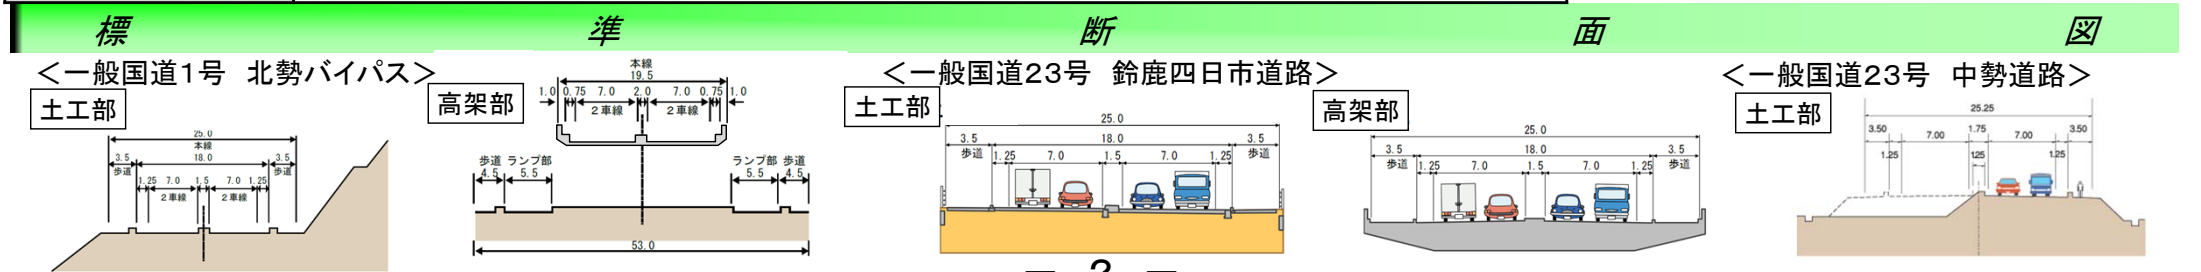 標準断面図
＜一般国道1号 北勢バイパス＞
土工部
25.0
本線
3.5 18.0 3.5
歩道 歩道
1.25 7.0 1.5 7.0 1.25
2車線 2車線
高架部
本線
19.5
1.0 0.75 7.0 2.0 7.0 0.75 1.0
2車線 2車線
歩道 ランプ部 ランプ部 歩道
4.5 5.5 5.5 4.5
53.0
＜一般国道23号 鈴鹿四日市道路＞
土工部
25.0
3.5 18.0 3.5
歩道 1.25 7.0 1.5 7.0 1.25 歩道
高架部
25.0
3.5 18.0 3.5
歩道 1.25 7.0 1.5 7.0 1.25 歩道
＜一般国道23号 中勢道路＞
土工部
25.25
3.50 7.00 1.75 7.00 3.50
1.25 1.25 1.25